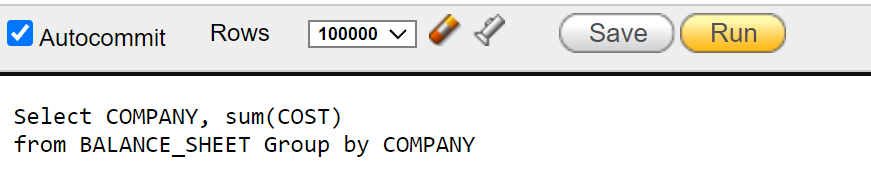 Autocommit Rows 100000 Save Run
Select COMPANY, sum(COST)
from BALANCE_SHEET Group by COMPANY